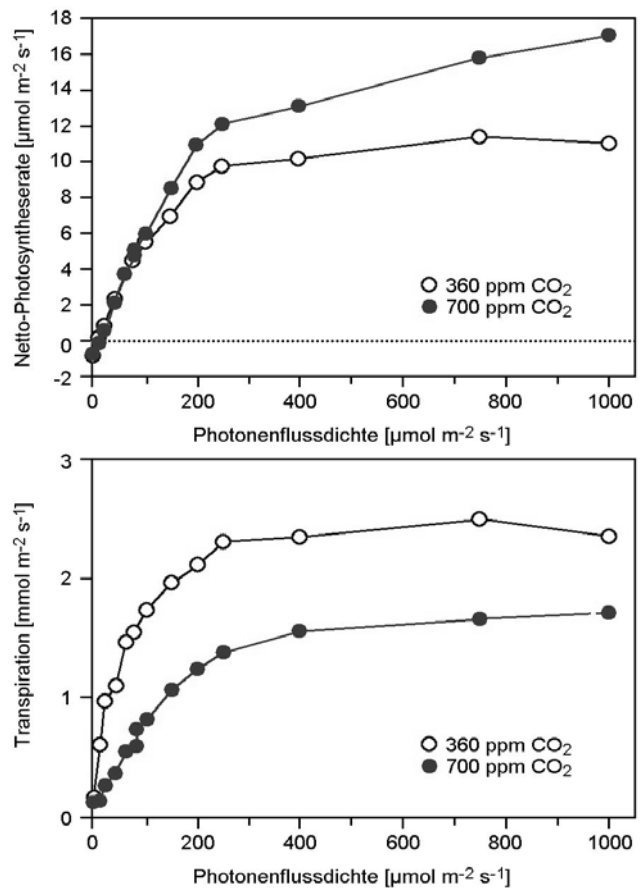 18
16
14
12
10
8
6
4
2
0
-2
Netto-Photosyntheserate [µmol m-2 s-1]
360 ppm CO2
700 ppm CO2
0 200 400 600 800 1000
Photonenflussdichte [µmol m-2 s-1]
3
2
1
0
Transpiration [mmol m-2 s-1]
360 ppm CO2
700 ppm CO2
0 200 400 600 800 1000
Photonenflussdichte [µmol m-2 s-1]